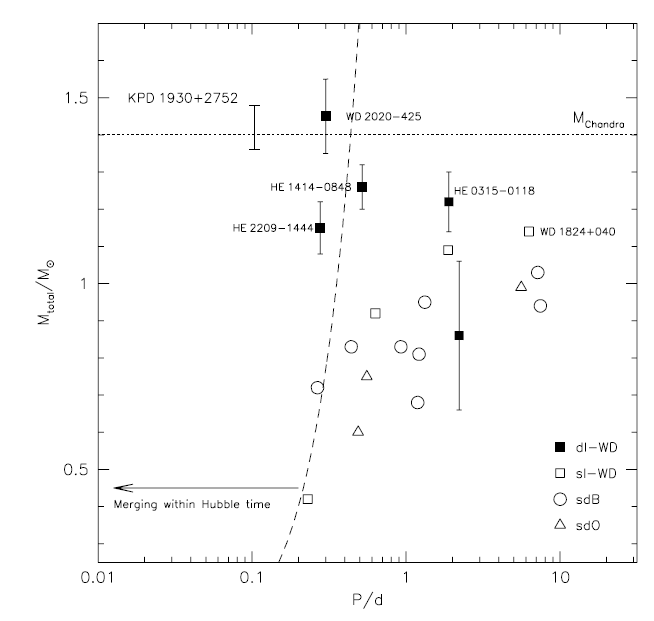 KPD 1930+2752
WD 2020−425
M_Chandra
HE 1414−0848
HE 0315−0118
HE 2209−1444
WD 1824+040
1.5
1
0.5
M_total/M_⊙
dl−WD
sl−WD
sdB
sdO
Merging within Hubble time
0.01
0.1
1
10
P/d